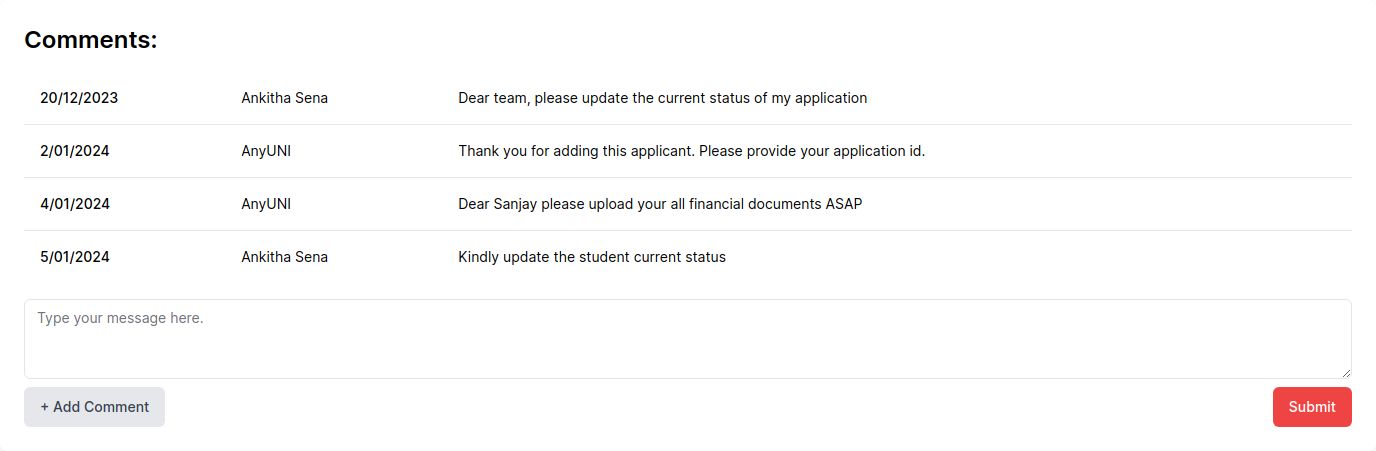 Comments:
20/12/2023 Ankitha Sena Dear team, please update the current status of my application
2/01/2024 AnyUNI Thank you for adding this applicant. Please provide your application id.
4/01/2024 AnyUNI Dear Sanjay please upload your all financial documents ASAP
5/01/2024 Ankitha Sena Kindly update the student current status
Type your message here.
+ Add Comment Submit